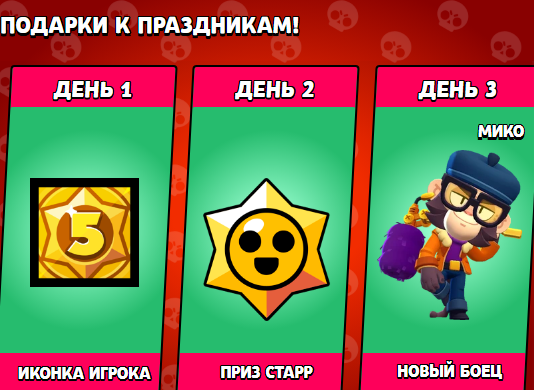 ПОДАРКИ К ПРАЗДНИКАМ!
ДЕНЬ 1
ДЕНЬ 2
ДЕНЬ 3
МИКО
5
ИКОНКА ИГРОКА
ПРИЗ СТАРР
НОВЫЙ БОЕЦ